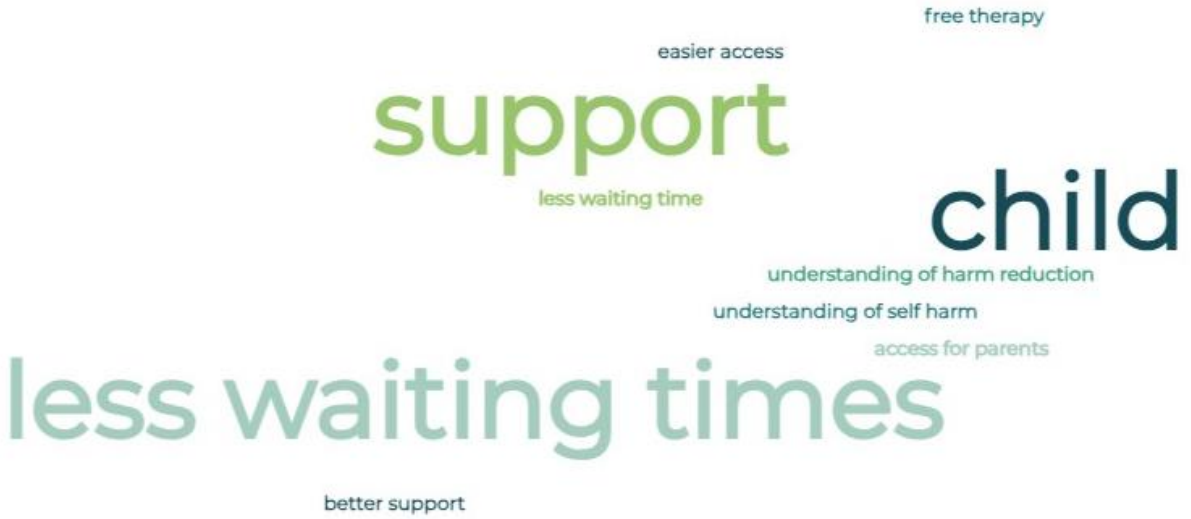 free therapy
easier access
support
less waiting time
child
understanding of harm reduction
understanding of self harm
access for parents
less waiting times
better support